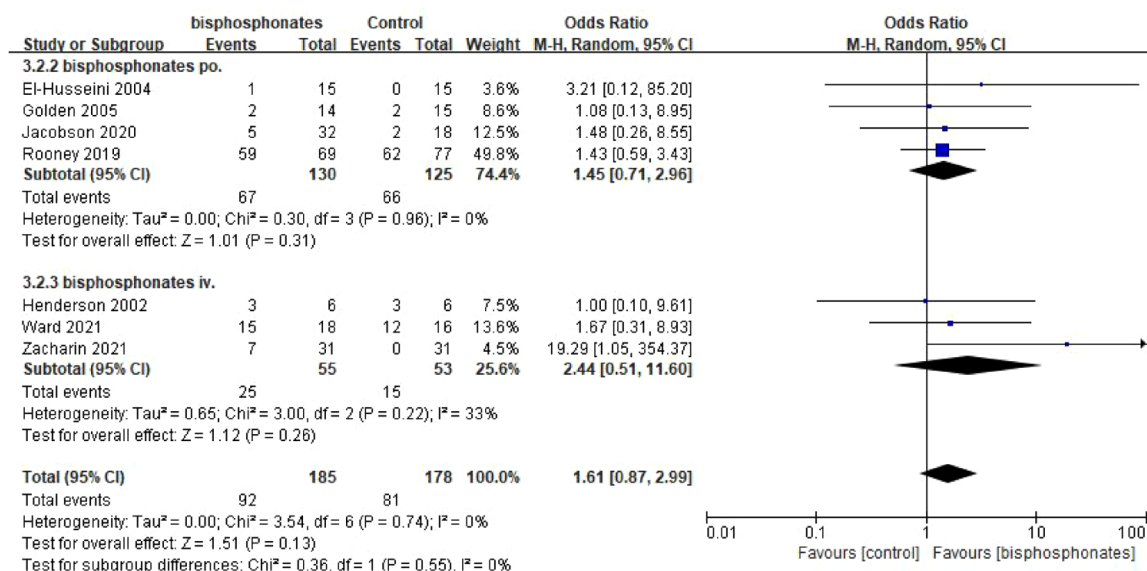 bisphosphonates Control Odds Ratio Odds Ratio
Study or Subgroup Events Total Events Total Weight M-H, Random, 95% CI M-H, Random, 95% CI
3.2.2 bisphosphonates po.
El-Husseini 2004 1 15 0 15 3.6% 3.21 [0.12, 85.20]
Golden 2005 2 14 2 15 8.6% 1.08 [0.13, 8.95]
Jacobson 2020 5 32 2 18 12.5% 1.48 [0.26, 8.55]
Rooney 2019 59 69 62 77 49.8% 1.43 [0.59, 3.43]
Subtotal (95% CI) 130 125 74.4% 1.45 [0.71, 2.96]
Total events 67 66
Heterogeneity: Tau² = 0.00; Chi² = 0.30, df = 3 (P = 0.96); I² = 0%
Test for overall effect: Z = 1.01 (P = 0.31)
3.2.3 bisphosphonates iv.
Henderson 2002 3 6 3 6 7.5% 1.00 [0.10, 9.61]
Ward 2021 15 18 12 16 13.6% 1.67 [0.31, 8.93]
Zacharin 2021 7 31 0 31 4.5% 19.29 [1.05, 354.37]
Subtotal (95% CI) 55 53 25.6% 2.44 [0.51, 11.60]
Total events 25 15
Heterogeneity: Tau² = 0.65; Chi² = 3.00, df = 2 (P = 0.22); I² = 33%
Test for overall effect: Z = 1.12 (P = 0.26)
Total (95% CI) 185 178 100.0% 1.61 [0.87, 2.99]
Total events 92 81
Heterogeneity: Tau² = 0.00; Chi² = 3.54, df = 6 (P = 0.74); I² = 0%
Test for overall effect: Z = 1.51 (P = 0.13)
Test for subgroup differences: Chi² = 0.36, df = 1 (P = 0.55), I² = 0%
0.01 0.1 1 10 100
Favours [control] Favours [bisphosphonates]